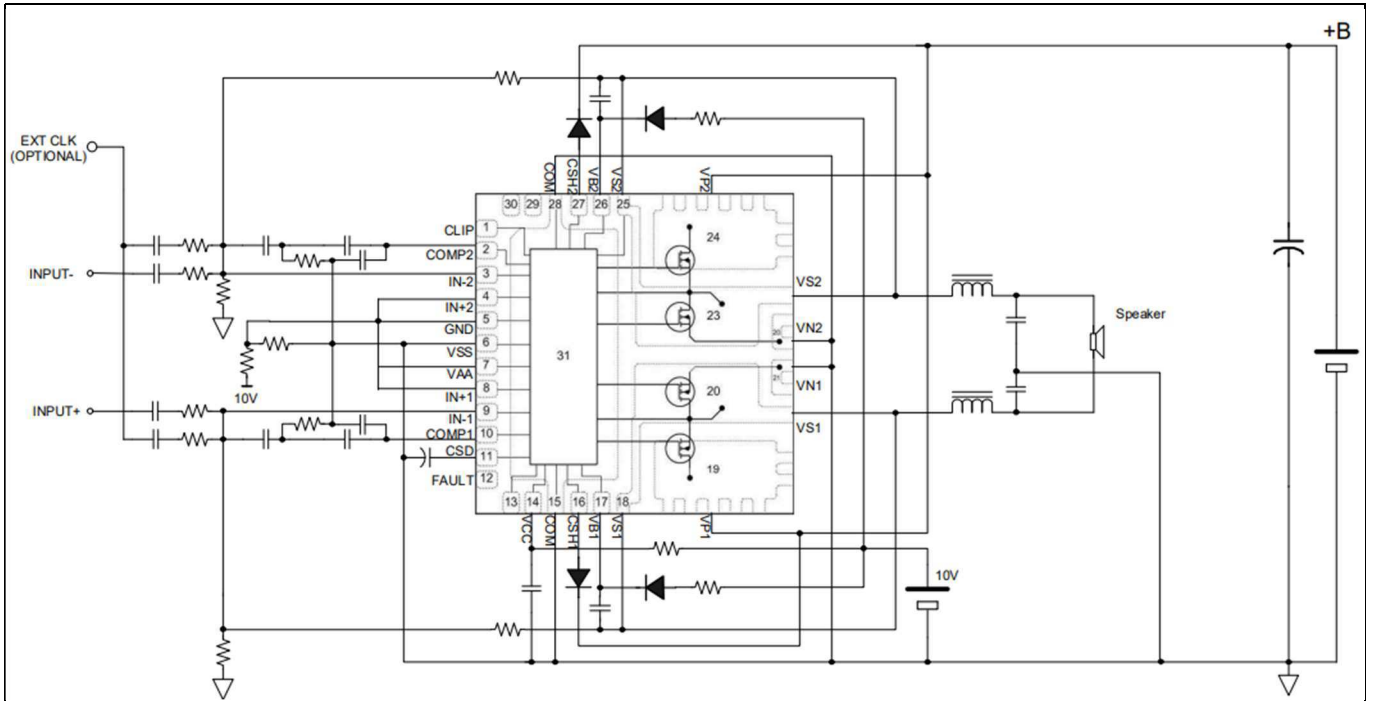 +B
EXT CLK
(OPTIONAL)
COM
CSH2
VB2
VS2
VP2
30
29
28
27
26
25
CLIP
1
24
COMP2
2
INPUT-
3
IN-2
VS2
4
IN+2
23
Speaker
5
GND
20
VN2
6
VSS
31
7
VAA
21
VN1
8
20
10V
IN+1
INPUT+
9
IN-1
VS1
10
COMP1
CSD
11
19
FAULT
12
13
14
15
16
17
18
VCC
COM
CSH1
VB1
VS1
VP1
10V